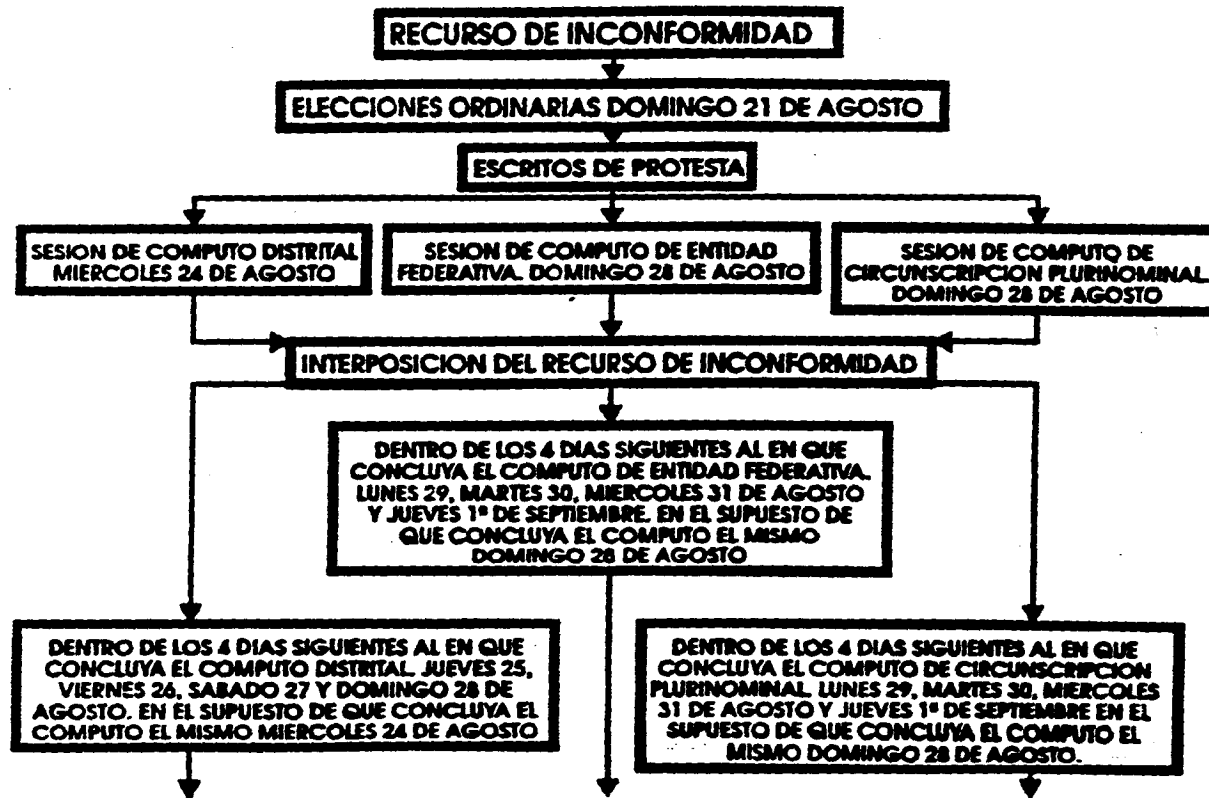 RECURSO DE INCONFORMIDAD
ELECCIONES ORDINARIAS DOMINGO 21 DE AGOSTO
ESCRITOS DE PROTESTA
SESION DE COMPUTO DISTRITAL
MIERCOLES 24 DE AGOSTO
SESION DE COMPUTO DE ENTIDAD
FEDERATIVA. DOMINGO 28 DE AGOSTO
SESION DE COMPUTO DE
CIRCUNSCRIPCION PLURINOMINAL.
DOMINGO 28 DE AGOSTO
INTERPOSICION DEL RECURSO DE INCONFORMIDAD
DENTRO DE LOS 4 DIAS SIGUIENTES AL EN QUE
CONCLUYA EL COMPUTO DE ENTIDAD FEDERATIVA.
LUNES 29, MARTES 30, MIERCOLES 31 DE AGOSTO
Y JUEVES 1º DE SEPTIEMBRE. EN EL SUPUESTO DE
QUE CONCLUYA EL COMPUTO EL MISMO
DOMINGO 28 DE AGOSTO
DENTRO DE LOS 4 DIAS SIGUIENTES AL EN QUE
CONCLUYA EL COMPUTO DISTRITAL. JUEVES 25,
VIERNES 26, SABADO 27 Y DOMINGO 28 DE
AGOSTO. EN EL SUPUESTO DE QUE CONCLUYA EL
COMPUTO EL MISMO MIERCOLES 24 DE AGOSTO
DENTRO DE LOS 4 DIAS SIGUIENTES AL EN QUE
CONCLUYA EL COMPUTO DE CIRCUNSCRIPCION
PLURINOMINAL. LUNES 29, MARTES 30, MIERCOLES
31 DE AGOSTO Y JUEVES 1º DE SEPTIEMBRE EN EL
SUPUESTO DE QUE CONCLUYA EL COMPUTO EL
MISMO DOMINGO 28 DE AGOSTO.